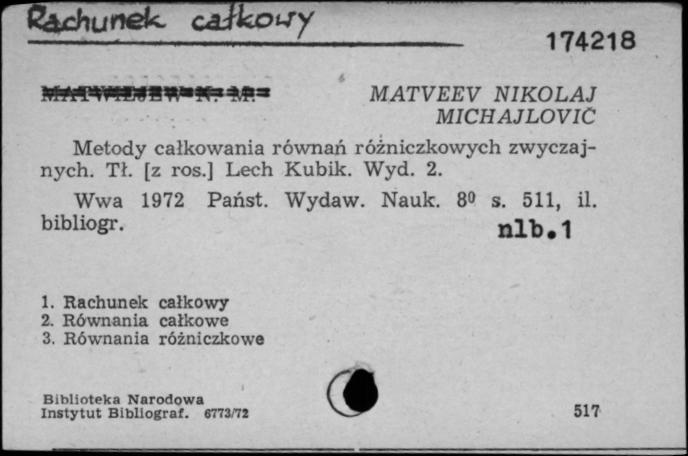 Rachunek całkowy
174218
MATWIEJEW N. M.
MATVEEV NIKOLAJ
MICHAJLOVIČ
Metody całkowania równań różniczkowych zwyczaj-
nych. Tł. [z ros.] Lech Kubik. Wyd. 2.
Wwa 1972 Państ. Wydaw. Nauk. 8⁰ s. 511, il.
bibliogr.
nlb.1
1. Rachunek całkowy
2. Równania całkowe
3. Równania różniczkowe
Biblioteka Narodowa
Instytut Bibliograf. 6773/72
517